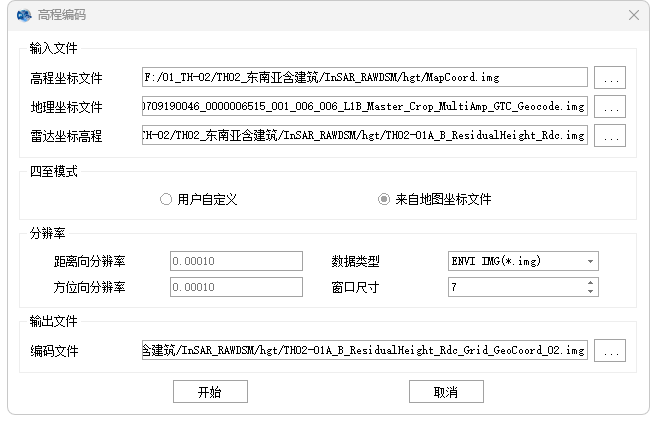 高程编码
输入文件
高程坐标文件 F:/01_TH-02/TH02_东南亚含建筑/InSAR_RAWDSM/hgt/MapCoord.img ...
地理坐标文件 0709190046_0000006515_001_006_006_L1B_Master_Crop_MultiAmp_GTC_Geocode.img ...
雷达坐标高程 TH-02/TH02_东南亚含建筑/InSAR_RAWDSM/hgt/TH02-01A_B_ResidualHeight_Rdc.img ...
四至模式
用户自定义 来自地图坐标文件
分辨率
距离向分辨率 0.00010 数据类型 ENVI IMG(*.img)
方位向分辨率 0.00010 窗口尺寸 7
输出文件
编码文件 含建筑/InSAR_RAWDSM/hgt/TH02-01A_B_ResidualHeight_Rdc_Grid_GeoCoord_02.img ...
开始 取消